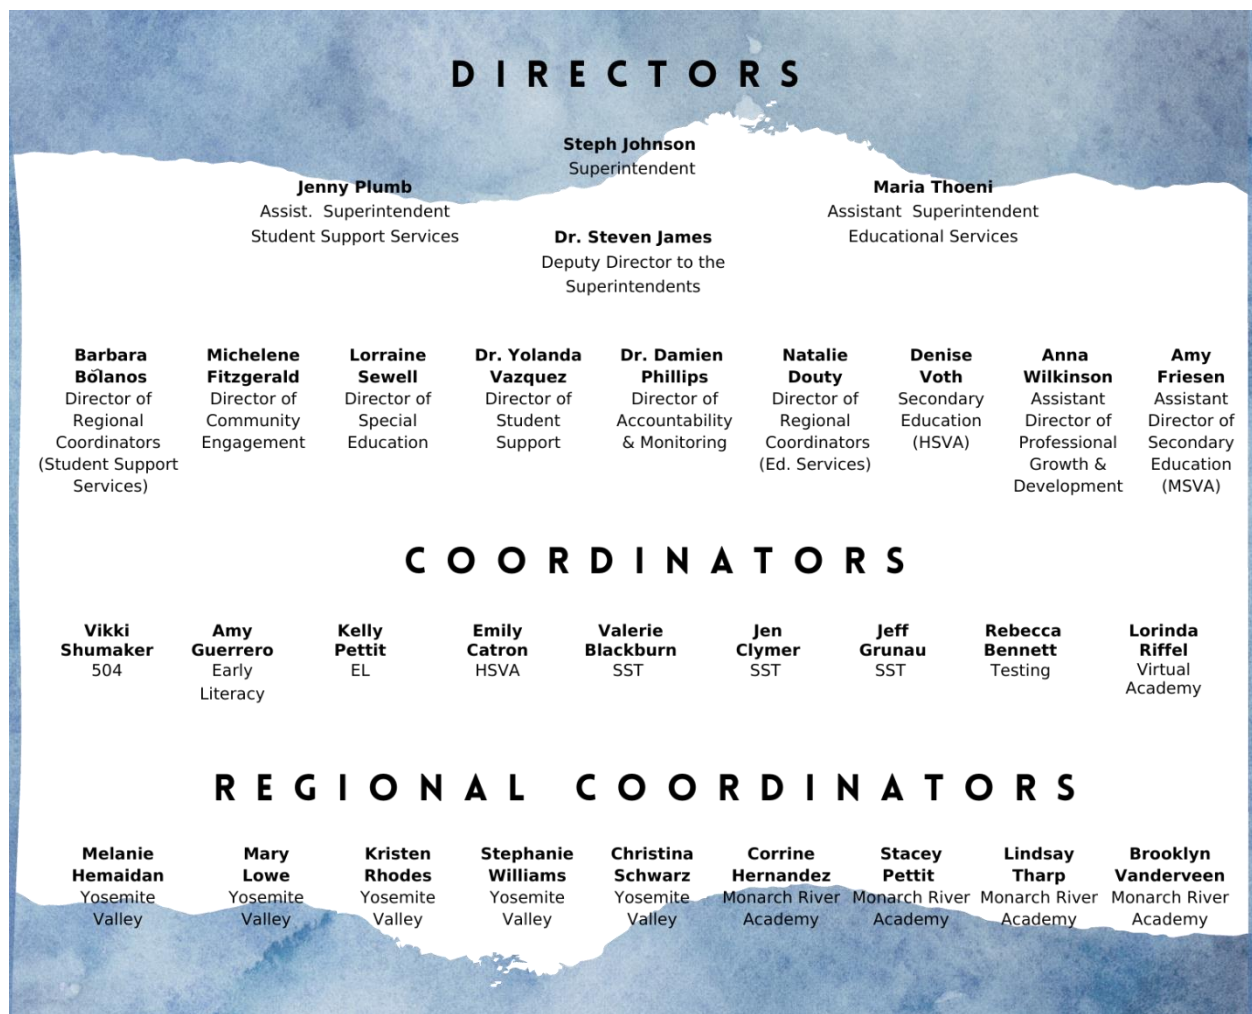 DIRECTORS
Steph Johnson
Superintendent
Jenny Plumb
Assist. Superintendent
Student Support Services
Maria Thoeni
Assistant Superintendent
Educational Services
Dr. Steven James
Deputy Director to the
Superintendents
Barbara
Bõlanos
Director of
Regional
Coordinators
(Student Support
Services)
Michelene
Fitzgerald
Director of
Community
Engagement
Lorraine
Sewell
Director of
Special
Education
Dr. Yolanda
Vazquez
Director of
Student
Support
Dr. Damien
Phillips
Director of
Accountability
& Monitoring
Natalie
Douty
Director of
Regional
Coordinators
(Ed. Services)
Denise
Voth
Secondary
Education
(HSVA)
Anna
Wilkinson
Assistant
Director of
Professional
Growth &
Development
Amy
Friesen
Assistant
Director of
Secondary
Education
(MSVA)
COORDINATORS
Vikki
Shumaker
504
Amy
Guerrero
Early
Literacy
Kelly
Pettit
EL
Emily
Catron
HSVA
Valerie
Blackburn
SST
Jen
Clymer
SST
Jeff
Grunau
SST
Rebecca
Bennett
Testing
Lorinda
Riffel
Virtual
Academy
REGIONAL COORDINATORS
Melanie
Hemaidan
Yosemite
Valley
Mary
Lowe
Yosemite
Valley
Kristen
Rhodes
Yosemite
Valley
Stephanie
Williams
Yosemite
Valley
Christina
Schwarz
Yosemite
Valley
Corrine
Hernandez
Monarch River
Academy
Stacey
Pettit
Monarch River
Academy
Lindsay
Tharp
Monarch River
Academy
Brooklyn
Vanderveen
Monarch River
Academy